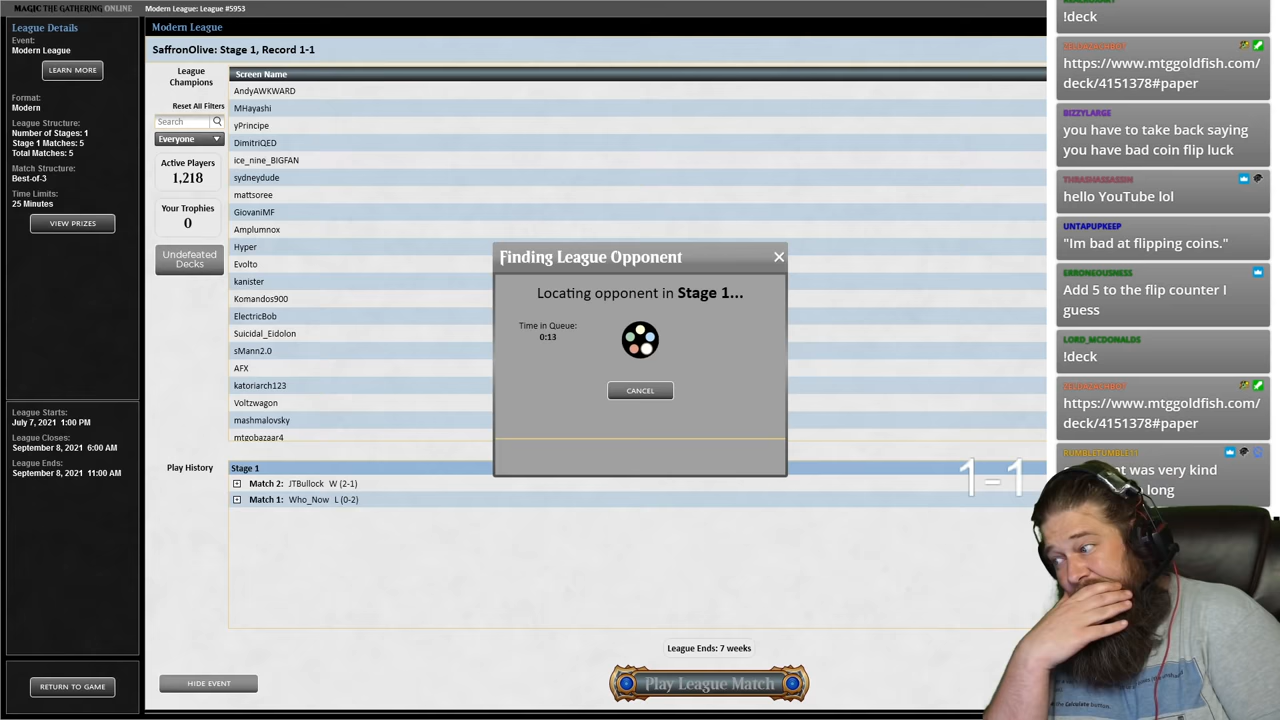 MAGIC THE GATHERING ONLINE
Modern League: League #5953
League Details
Event:
Modern League
LEARN MORE
Format:
Modern
League Structure:
Number of Stages: 1
Stage 1 Matches: 5
Total Matches: 5
Match Structure:
Best-of-3
Time Limits:
25 Minutes
VIEW PRIZES
League Starts:
July 7, 2021 1:00 PM
League Closes:
September 8, 2021 6:00 AM
League Ends:
September 8, 2021 11:00 AM
RETURN TO GAME
Modern League
SaffronOlive: Stage 1, Record 1-1
League
Champions
Reset All Filters
Search
Everyone
Active Players
1,218
Your Trophies
0
Undefeated
Decks
Screen Name
AndyAWKWARD
MHayashi
yPrincipe
DimitriQED
ice_nine_BIGFAN
sydneydude
mattsoree
GiovaniMF
Amplumnox
Hyper
Evolto
kanister
Komandos900
ElectricBob
Suicidal_Eidolon
sMann2.0
AFX
katoriarch123
Voltzwagon
mashmalovsky
mtgobazaar4
Finding League Opponent
Locating opponent in Stage 1...
Time in Queue:
0:13
CANCEL
Play History
Stage 1
Match 2: JTBullock W (2-1)
Match 1: Who_Now L (0-2)
League Ends: 7 weeks
HIDE EVENT
Play League Match
1-1
!deck
https://www.mtggoldfish.com/
deck/4151378#paper
BIZZYLARGE
you have to take back saying
you have bad coin flip luck
THRASHASSASSIN
hello YouTube lol
UNTAPUPKEEP
"Im bad at flipping coins."
ERRONEOUSNESS
Add 5 to the flip counter I
guess
LORD_MCDONALDS
!deck
https://www.mtggoldfish.com/
deck/4151378#paper
was very kind
long
the Calculate button.